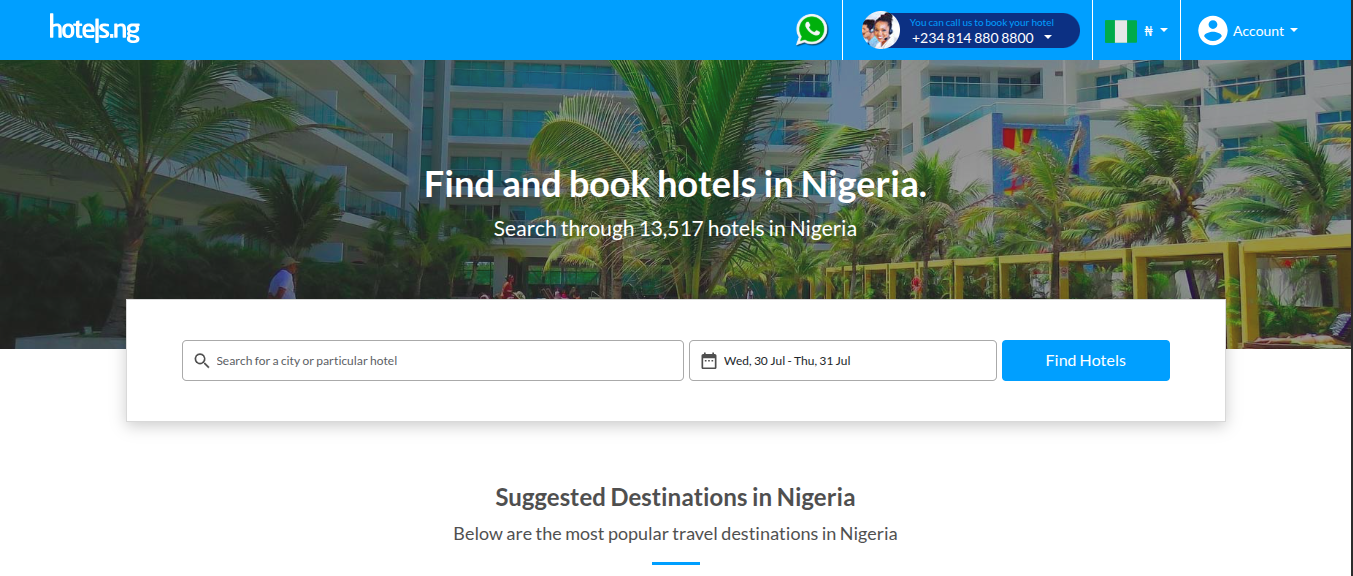 hotels.ng
You can call us to book your hotel
+234 814 880 8800
₦
Account
Find and book hotels in Nigeria.
Search through 13,517 hotels in Nigeria
Search for a city or particular hotel
Wed, 30 Jul - Thu, 31 Jul
Find Hotels
Suggested Destinations in Nigeria
Below are the most popular travel destinations in Nigeria